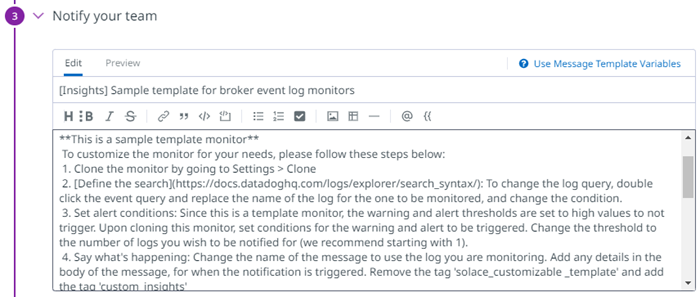 3 Notify your team
Edit Preview Use Message Template Variables
[Insights] Sample template for broker event log monitors
**This is a sample template monitor**
To customize the monitor for your needs, please follow these steps below:
1. Clone the monitor by going to Settings > Clone
2. [Define the search](https://docs.datadoghq.com/logs/explorer/search_syntax/): To change the log query, double
click the event query and replace the name of the log for the one to be monitored, and change the condition.
3. Set alert conditions: Since this is a template monitor, the warning and alert thresholds are set to high values to not
trigger. Upon cloning this monitor, set conditions for the warning and alert to be triggered. Change the threshold to
the number of logs you wish to be notified for (we recommend starting with 1).
4. Say what's happening: Change the name of the message to use the log you are monitoring. Add any details in the
body of the message, for when the notification is triggered. Remove the tag 'solace_customizable _template' and add
the tag 'custom_insights'